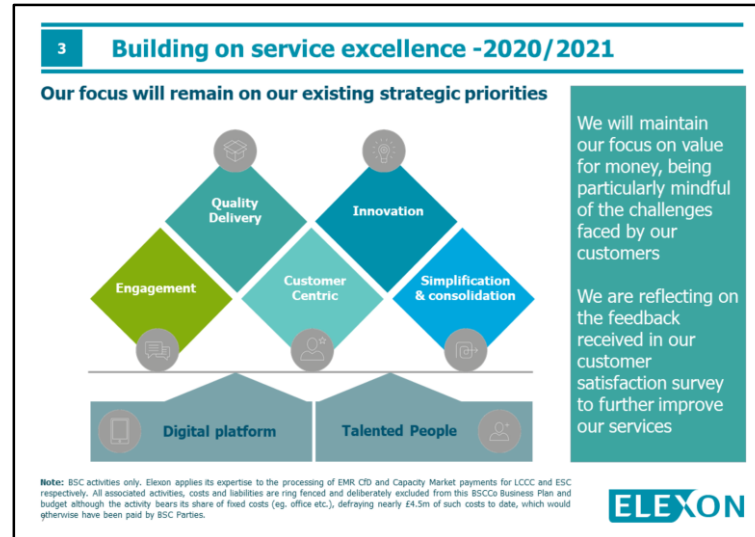 3
Building on service excellence -2020/2021
Our focus will remain on our existing strategic priorities
Quality
Delivery
Innovation
Engagement
Customer
Centric
Simplification
& consolidation
Digital platform
Talented People
We will maintain
our focus on value
for money, being
particularly mindful
of the challenges
faced by our
customers
We are reflecting on
the feedback
received in our
customer
satisfaction survey
to further improve
our services
Note: BSC activities only. Elexon applies its expertise to the processing of EMR CfD and Capacity Market payments for LCCC and ESC
respectively. All associated activities, costs and liabilities are ring fenced and deliberately excluded from this BSCCo Business Plan and
budget although the activity bears its share of fixed costs (eg. office etc.), defraying nearly £4.5m of such costs to date, which would
otherwise have been paid by BSC Parties.
ELEXON